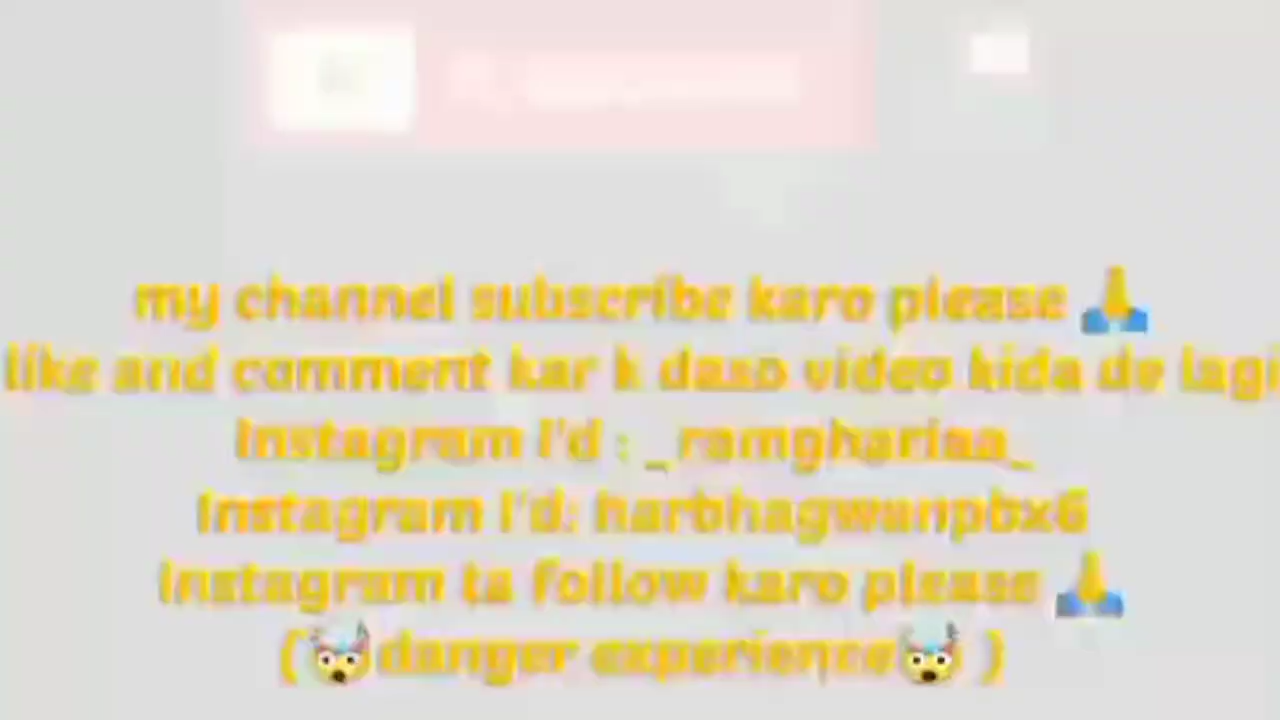 my channel subscribe karo please 🙏
like and comment kar k daso video kida de lagi
Instagram I'd : _ramghariaa_
Instagram I'd: harbhagwanpbx6
Instagram ta follow karo please 🙏
(🤯danger experience🤯 )